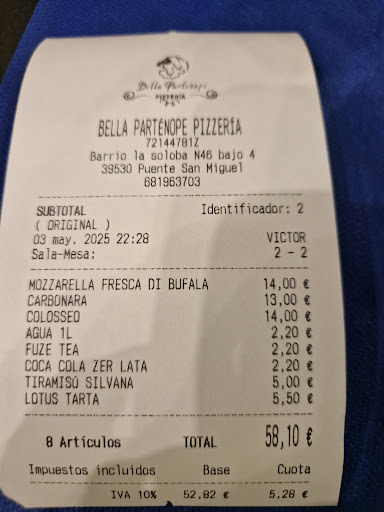 Bella Partenope
PIZZERIA
BELLA PARTENOPE PIZZERIA
72144781Z
Barrio la soloba N46 bajo 4
39530 Puente San Miguel
681963703
SUBTOTAL Identificador: 2
( ORIGINAL )
03 may. 2025 22:28 VICTOR
Sala-Mesa: 2 - 2
MOZZARELLA FRESCA DI BUFALA 14,00 €
CARBONARA 13,00 €
COLOSSEO 14,00 €
AGUA 1L 2,20 €
FUZE TEA 2,20 €
COCA COLA ZER LATA 2,20 €
TIRAMISÚ SILVANA 5,00 €
LOTUS TARTA 5,50 €
8 Artículos TOTAL 58,10 €
Impuestos incluidos Base Cuota
IVA 10% 52,82 € 5,28 €